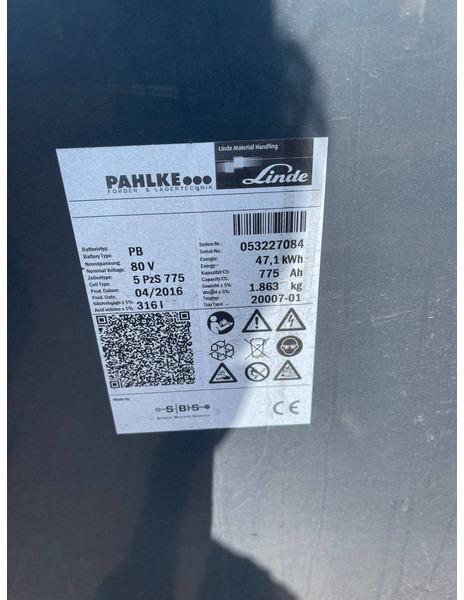 Linde Material Handling
PAHLKE
FÖRDER & LAGERTECHNIK
Linde
Batterietyp: PB
Battery Type:
Nennspannung: 80 V
Nominal Voltage:
Zellentype: 5 PzS 775
Cell Type:
Prod. Datum: 04/2016
Prod. Date:
Säuremenge ± 5%: 316 l
Acid volume ± 5%:
Serien-Nr.: 053227084
Serial-No.:
Energie: 47,1 kWh
Energy:
Kapazität C5: 775 Ah
Capacity C5:
Gewicht ± 5%: 1.863 kg
Weight ± 5%:
Trogtyp: 20007-01
Tray Type:
Made by
S|B|S
CE